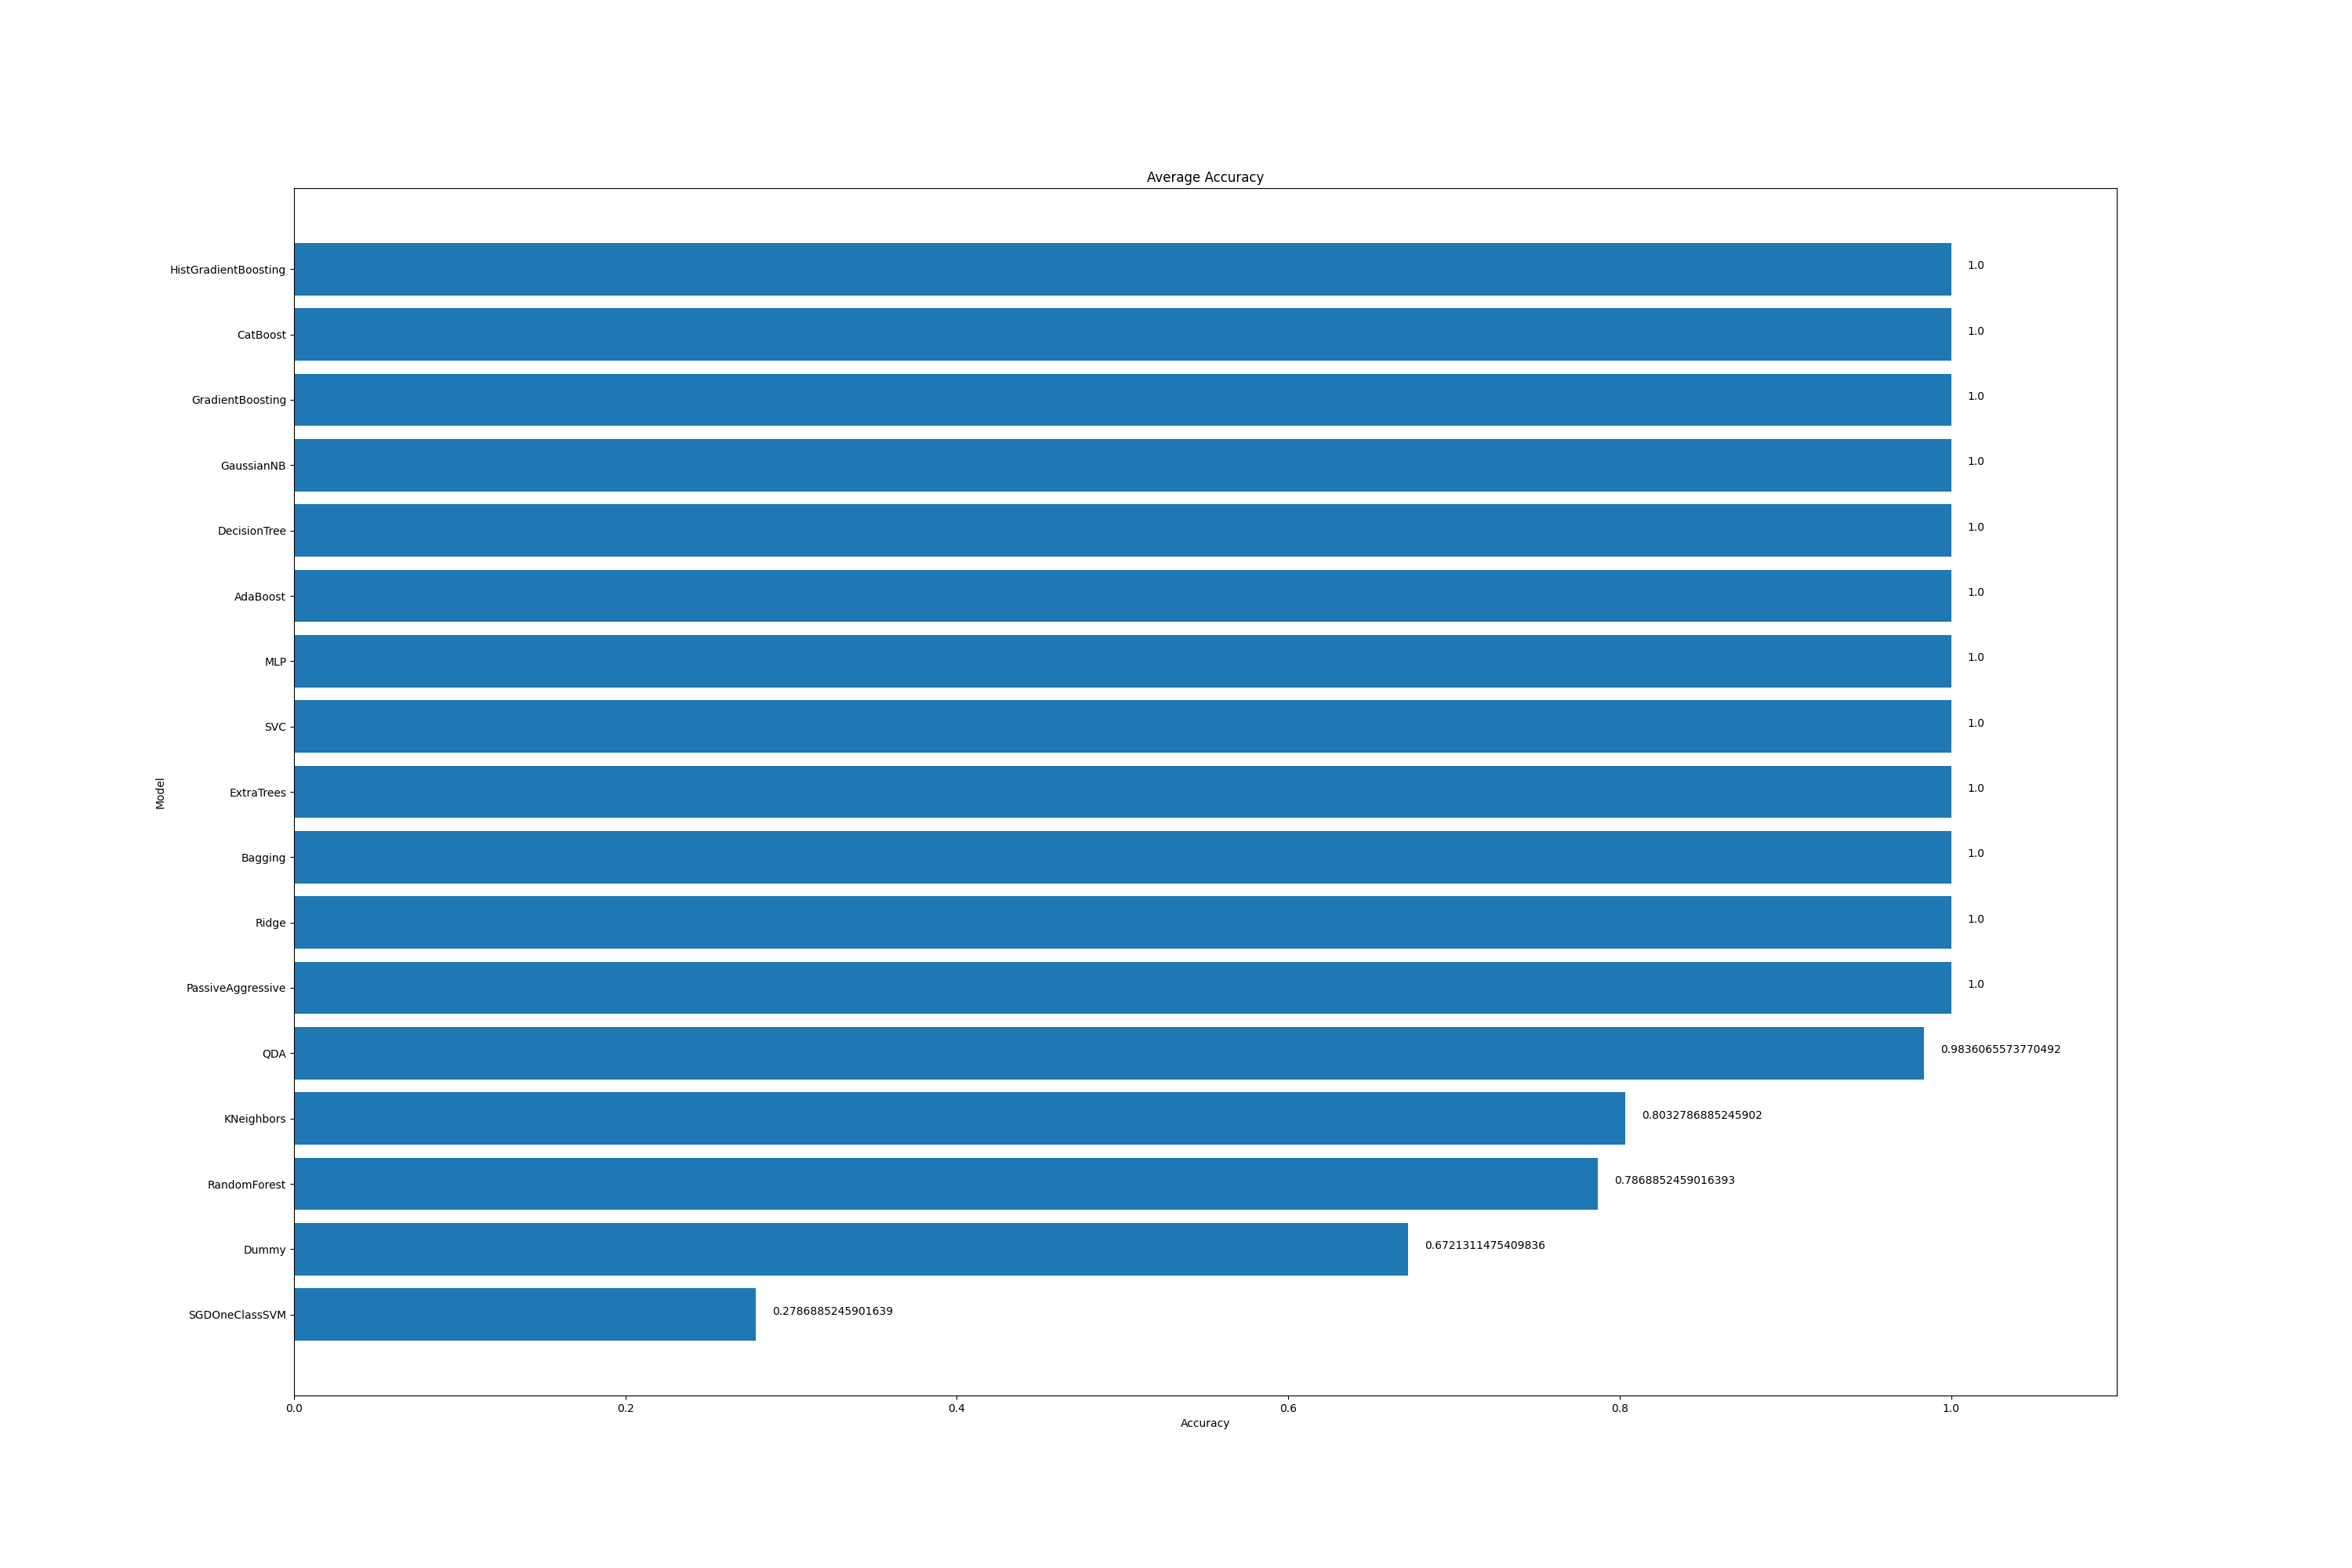 Average Accuracy
HistGradientBoosting 1.0
CatBoost 1.0
GradientBoosting 1.0
GaussianNB 1.0
DecisionTree 1.0
AdaBoost 1.0
MLP 1.0
SVC 1.0
Model
ExtraTrees 1.0
Bagging 1.0
Ridge 1.0
PassiveAggressive 1.0
QDA 0.9836065573770492
KNeighbors 0.8032786885245902
RandomForest 0.7868852459016393
Dummy 0.6721311475409836
SGDOneClassSVM 0.2786885245901639
0.0 0.2 0.4 0.6 0.8 1.0
Accuracy